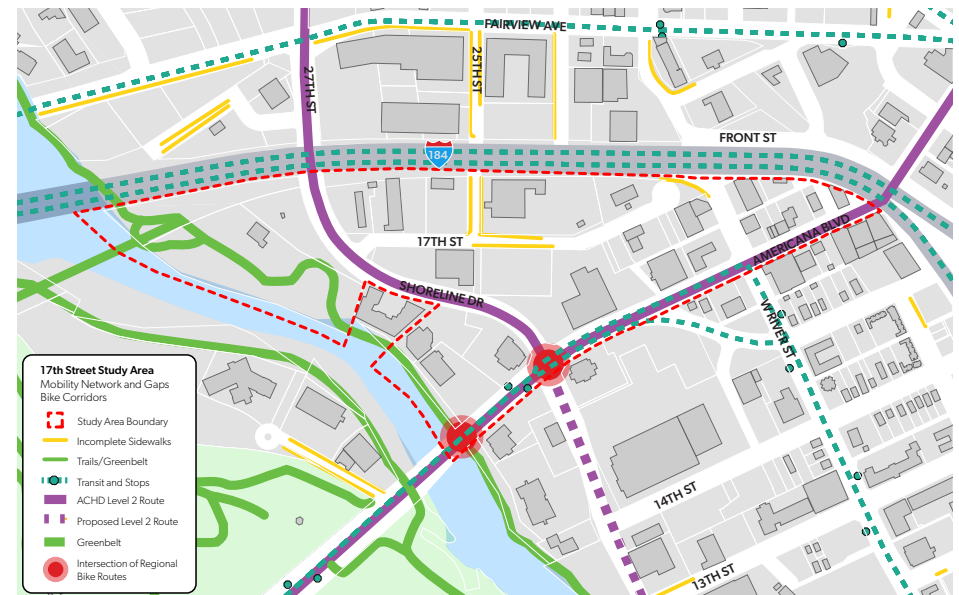 FAIRVIEW AVE
27TH ST
25TH ST
184
FRONT ST
17TH ST
AMERICANA BLVD
SHORELINE DR
W RIVER ST
14TH ST
13TH ST
17th Street Study Area
Mobility Network and Gaps
Bike Corridors
Study Area Boundary
Incomplete Sidewalks
Trails/Greenbelt
Transit and Stops
ACHD Level 2 Route
Proposed Level 2 Route
Greenbelt
Intersection of Regional
Bike Routes